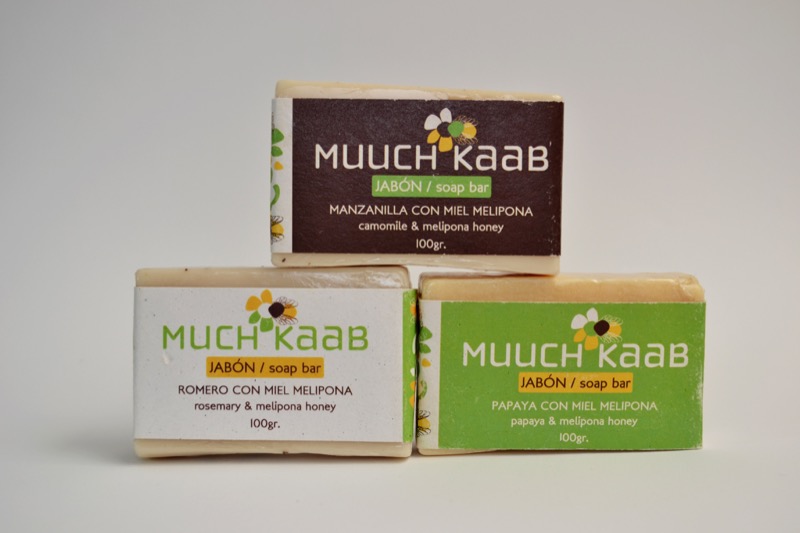 MUUCH KAAB
JABÓN / soap bar
MANZANILLA CON MIEL MELIPONA
camomile & melipona honey
100gr.
MUCH KAAB
JABÓN / soap bar
ROMERO CON MIEL MELIPONA
rosemary & melipona honey
100gr.
MUUCH KAAB
JABÓN / soap bar
PAPAYA CON MIEL MELIPONA
papaya & melipona honey
100gr.